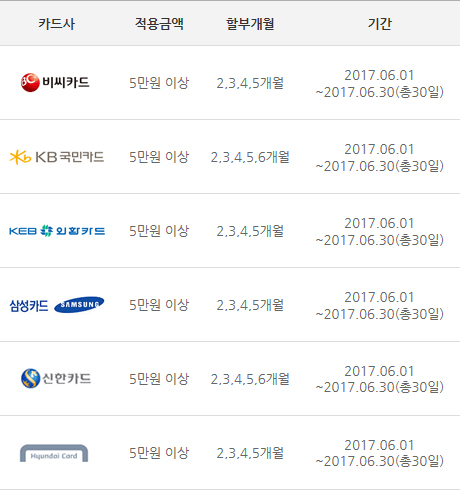 카드사 적용금액 할부개월 기간
BC 비씨카드 5만원 이상 2,3,4,5개월 2017.06.01
~2017.06.30(총30일)
Kb KB국민카드 5만원 이상 2,3,4,5,6개월 2017.06.01
~2017.06.30(총30일)
KEB 외환카드 5만원 이상 2,3,4,5개월 2017.06.01
~2017.06.30(총30일)
삼성카드 SAMSUNG 5만원 이상 2,3,4,5개월 2017.06.01
~2017.06.30(총30일)
신한카드 5만원 이상 2,3,4,5,6개월 2017.06.01
~2017.06.30(총30일)
Hyundai Card 5만원 이상 2,3,4,5개월 2017.06.01
~2017.06.30(총30일)